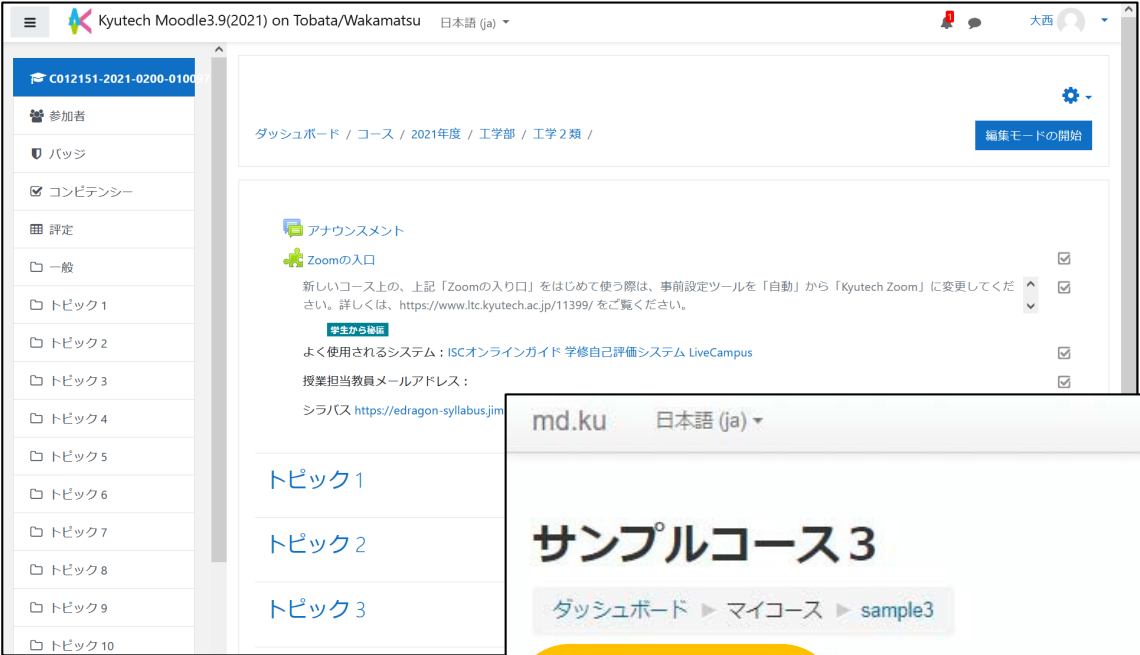 Kyutech Moodle3.9(2021) on Tobata/Wakamatsu
日本語 (ja)
1
大西
C012151-2021-0200-0100
参加者
バッジ
コンピテンシー
評定
一般
トピック 1
トピック 2
トピック 3
トピック 4
トピック 5
トピック 6
トピック 7
トピック 8
トピック 9
トピック 10
ダッシュボード / コース / 2021年度 / 工学部 / 工学２類 /
編集モードの開始
アナウンスメント
Zoomの入口
新しいコース上の、上記「Zoomの入り口」をはじめて使う際は、事前設定ツールを「自動」から「Kyutech Zoom」に変更してくだ
さい。詳しくは、https://www.ltc.kyutech.ac.jp/11399/ をご覧ください。
学生から秘匿
よく使用されるシステム：ISCオンラインガイド 学修自己評価システム LiveCampus
授業担当教員メールアドレス：
シラバス https://edragon-syllabus.jim
トピック 1
トピック 2
トピック 3
md.ku
日本語 (ja)
サンプルコース３
ダッシュボード ▶ マイコース ▶ sample3